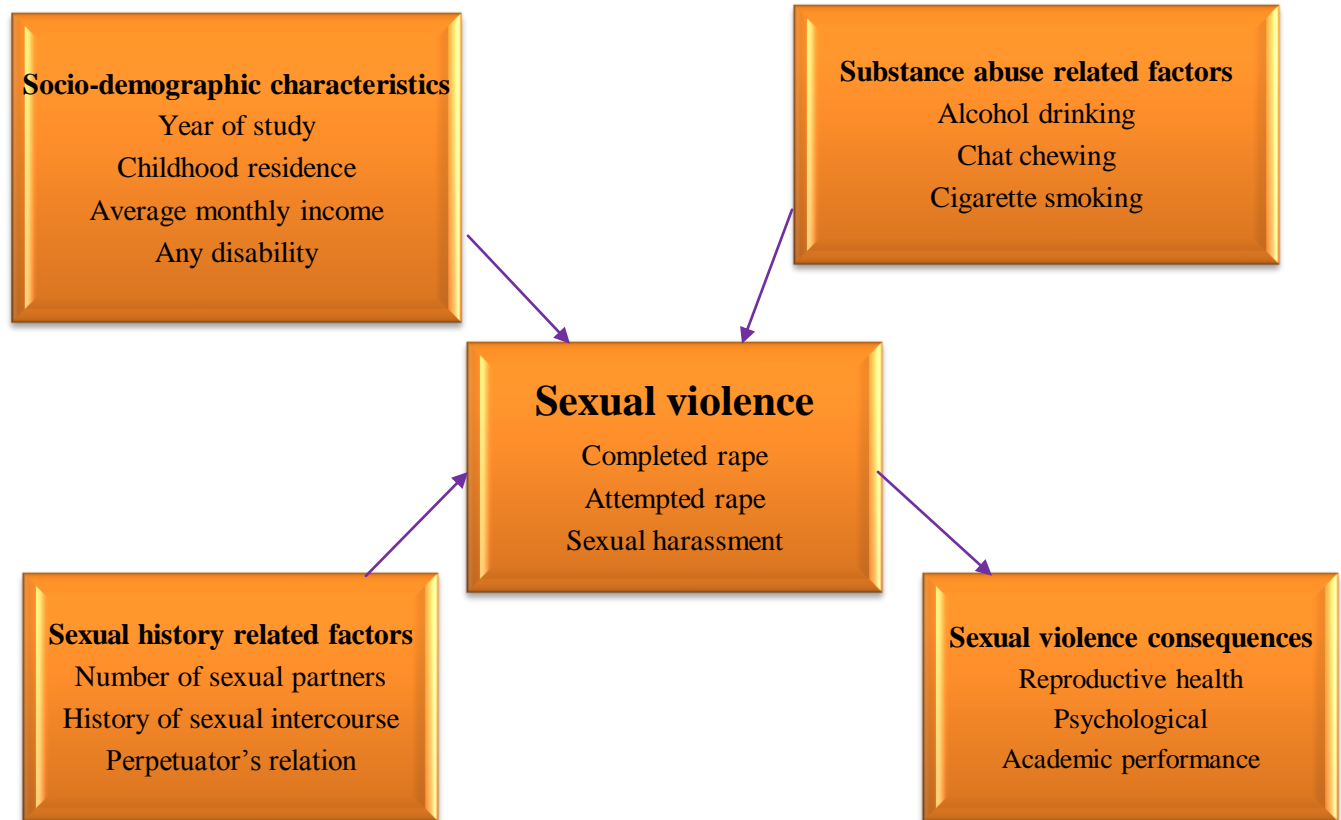 Socio-demographic characteristics
Year of study
Childhood residence
Average monthly income
Any disability
Substance abuse related factors
Alcohol drinking
Chat chewing
Cigarette smoking
Sexual violence
Completed rape
Attempted rape
Sexual harassment
Sexual history related factors
Number of sexual partners
History of sexual intercourse
Perpetuator’s relation
Sexual violence consequences
Reproductive health
Psychological
Academic performance